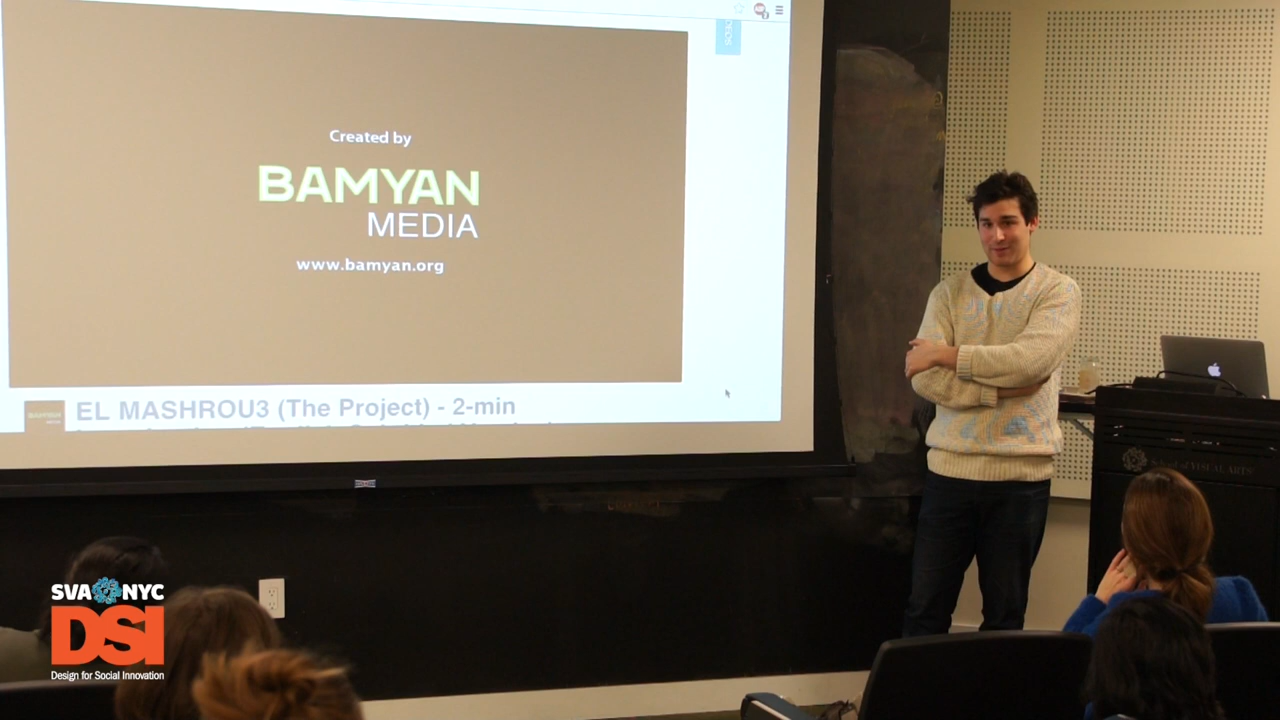 Created by
BAMYAN
MEDIA
www.bamyan.org
EL MASHROU3 (The Project) - 2-min
SVA NYC
DSI
Design for Social Innovation